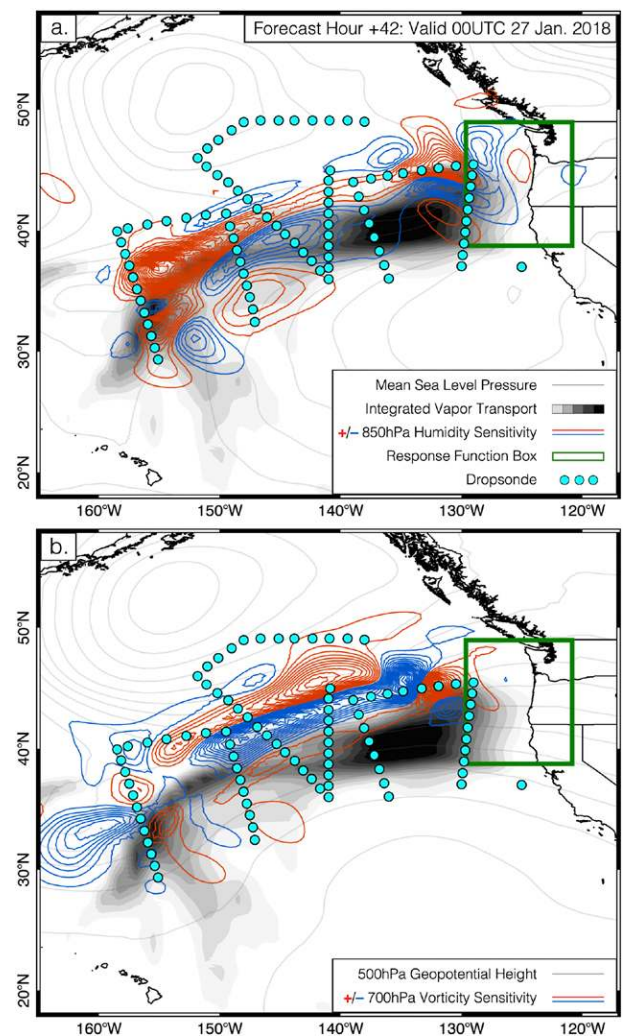 a.
Forecast Hour +42: Valid 00UTC 27 Jan. 2018
50°N
40°N
30°N
20°N
Mean Sea Level Pressure
Integrated Vapor Transport
+/- 850hPa Humidity Sensitivity
Response Function Box
Dropsonde
160°W 150°W 140°W 130°W 120°W
b.
50°N
40°N
30°N
20°N
500hPa Geopotential Height
+/- 700hPa Vorticity Sensitivity
160°W 150°W 140°W 130°W 120°W